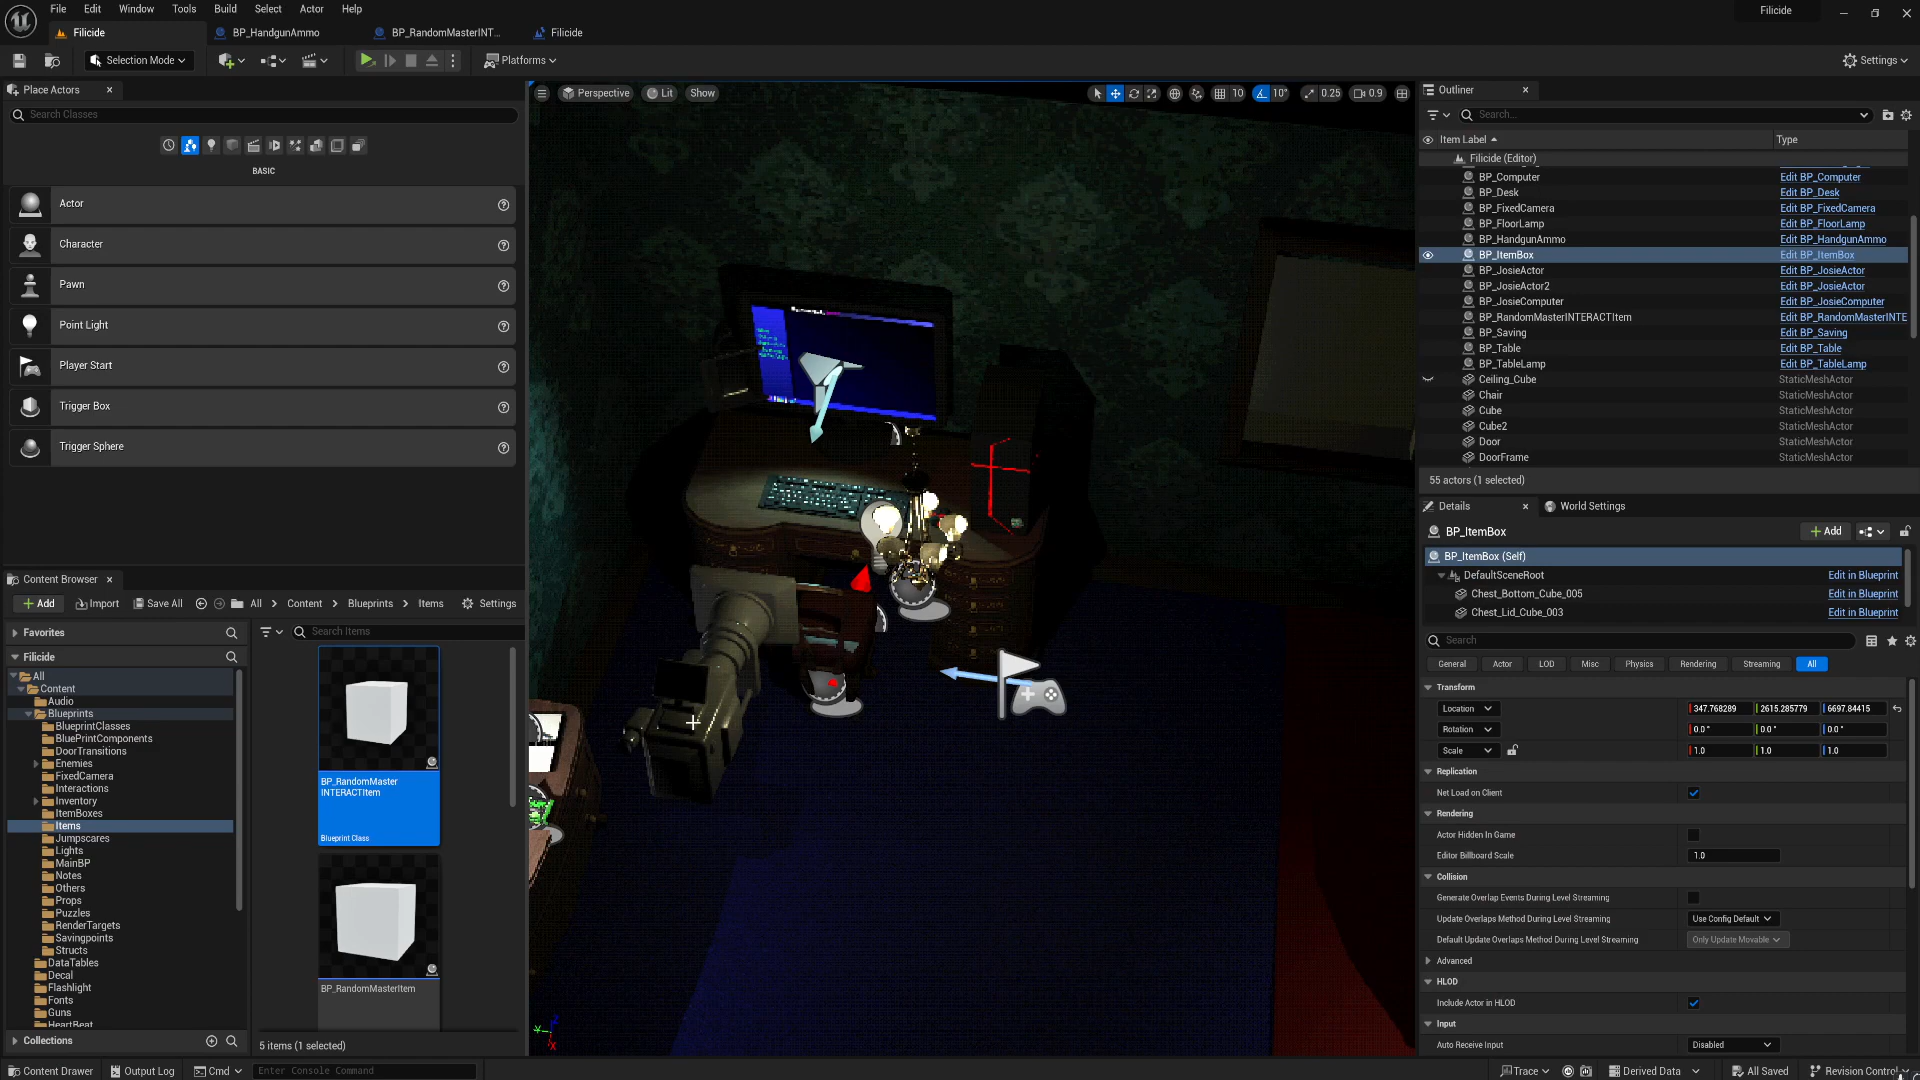 File Edit Window Tools Build Select Actor Help
Filicide
Filicide BP_HandgunAmmo BP_RandomMasterINT... Filicide
Selection Mode Platforms Settings
Place Actors
Search Classes
BASIC
Actor
Character
Pawn
Point Light
Player Start
Trigger Box
Trigger Sphere
Perspective Lit Show 10 10° 0.25 0.9
Outliner
Search...
Item Label Type
Filicide (Editor)
BP_Computer Edit BP_Computer
BP_Desk Edit BP_Desk
BP_FixedCamera Edit BP_FixedCamera
BP_FloorLamp Edit BP_FloorLamp
BP_HandgunAmmo Edit BP_HandgunAmmo
BP_ItemBox Edit BP_ItemBox
BP_JosieActor Edit BP_JosieActor
BP_JosieActor2 Edit BP_JosieActor
BP_JosieComputer Edit BP_JosieComputer
BP_RandomMasterINTERACTItem Edit BP_RandomMasterINTE
BP_Saving Edit BP_Saving
BP_Table Edit BP_Table
BP_TableLamp Edit BP_TableLamp
Ceiling_Cube StaticMeshActor
Chair StaticMeshActor
Cube StaticMeshActor
Cube2 StaticMeshActor
Door StaticMeshActor
DoorFrame StaticMeshActor
55 actors (1 selected)
Details World Settings
BP_ItemBox Add
BP_ItemBox (Self)
DefaultSceneRoot Edit in Blueprint
Chest_Bottom_Cube_005 Edit in Blueprint
Chest_Lid_Cube_003 Edit in Blueprint
Search
General Actor LOD Misc Physics Rendering Streaming All
Transform
Location 347.768289 2615.285779 6697.84415
Rotation 0.0 ° 0.0 ° 0.0 °
Scale 1.0 1.0 1.0
Replication
Net Load on Client
Rendering
Actor Hidden In Game
Editor Billboard Scale 1.0
Collision
Generate Overlap Events During Level Streaming
Update Overlaps Method During Level Streaming Use Config Default
Default Update Overlaps Method During Level Streaming Only Update Movable
Advanced
HLOD
Include Actor in HLOD
Input
Auto Receive Input Disabled
Content Browser
Add Import Save All All Content Blueprints Items Settings
Favorites
Search Items
Filicide
All
Content
Audio
Blueprints
BlueprintClasses
BluePrintComponents
DoorTransitions
Enemies
FixedCamera
Interactions
Inventory
ItemBoxes
Items
Jumpscares
Lights
MainBP
Notes
Others
Props
Puzzles
RenderTargets
Savingpoints
Structs
DataTables
Decal
Flashlight
Fonts
Guns
HeartBeat
Collections
BP_RandomMaster
INTERACTItem
Blueprint Class
BP_RandomMasterItem
5 items (1 selected)
Content Drawer Output Log Cmd Enter Console Command Trace Derived Data All Saved Revision Control